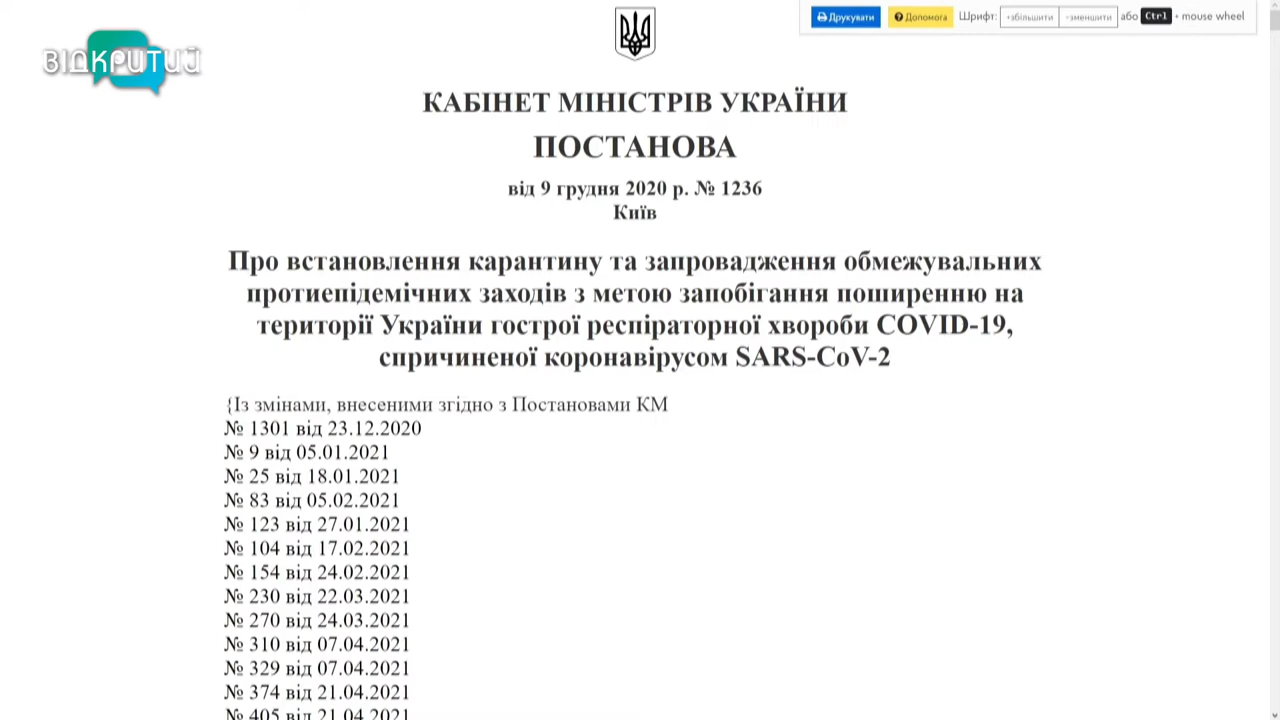 ВІДКРИТИЙ
Друкувати
Допомога
Шрифт: +збільшити -зменшити або Ctrl + mouse wheel
КАБІНЕТ МІНІСТРІВ УКРАЇНИ
ПОСТАНОВА
від 9 грудня 2020 р. № 1236
Київ
Про встановлення карантину та запровадження обмежувальних
протиепідемічних заходів з метою запобігання поширенню на
території України гострої респіраторної хвороби COVID-19,
спричиненої коронавірусом SARS-CoV-2
{Із змінами, внесеними згідно з Постановами КМ
№ 1301 від 23.12.2020
№ 9 від 05.01.2021
№ 25 від 18.01.2021
№ 83 від 05.02.2021
№ 123 від 27.01.2021
№ 104 від 17.02.2021
№ 154 від 24.02.2021
№ 230 від 22.03.2021
№ 270 від 24.03.2021
№ 310 від 07.04.2021
№ 329 від 07.04.2021
№ 374 від 21.04.2021
№ 405 від 21.04.2021